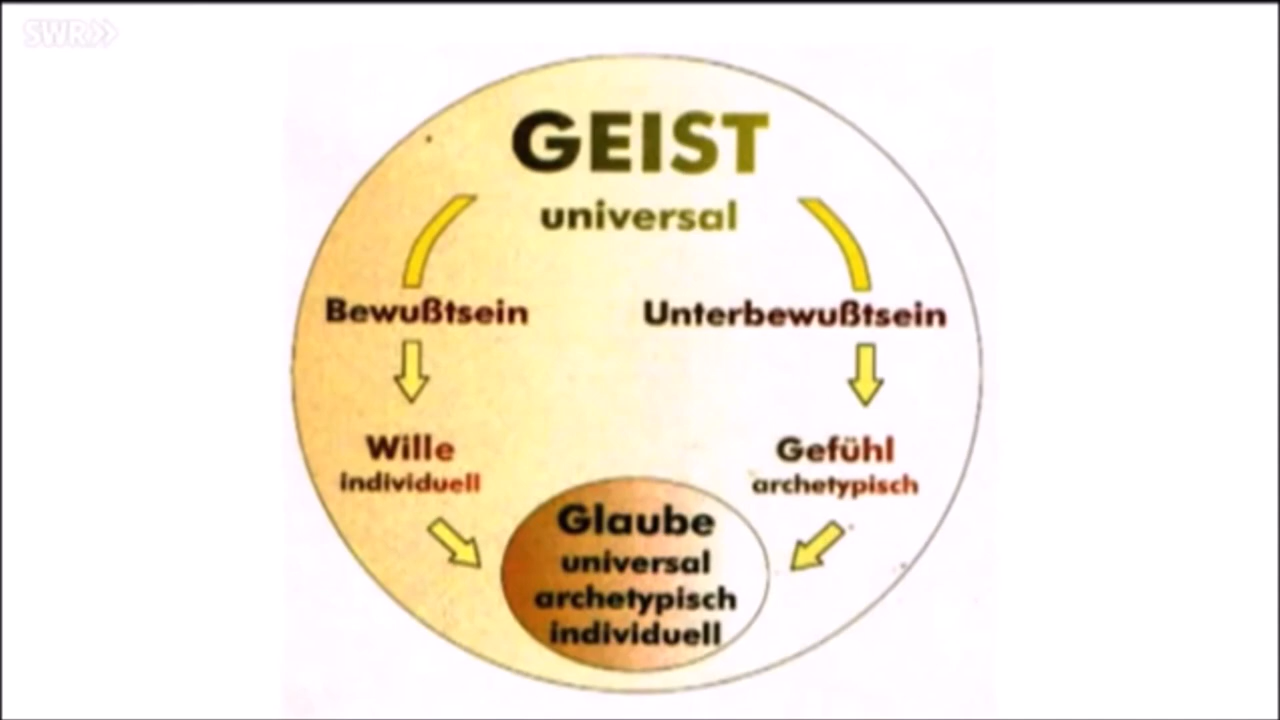 SWR»
GEIST
universal
Bewußtsein
Unterbewußtsein
Wille
individuell
Gefühl
archetypisch
Glaube
universal
archetypisch
individuell